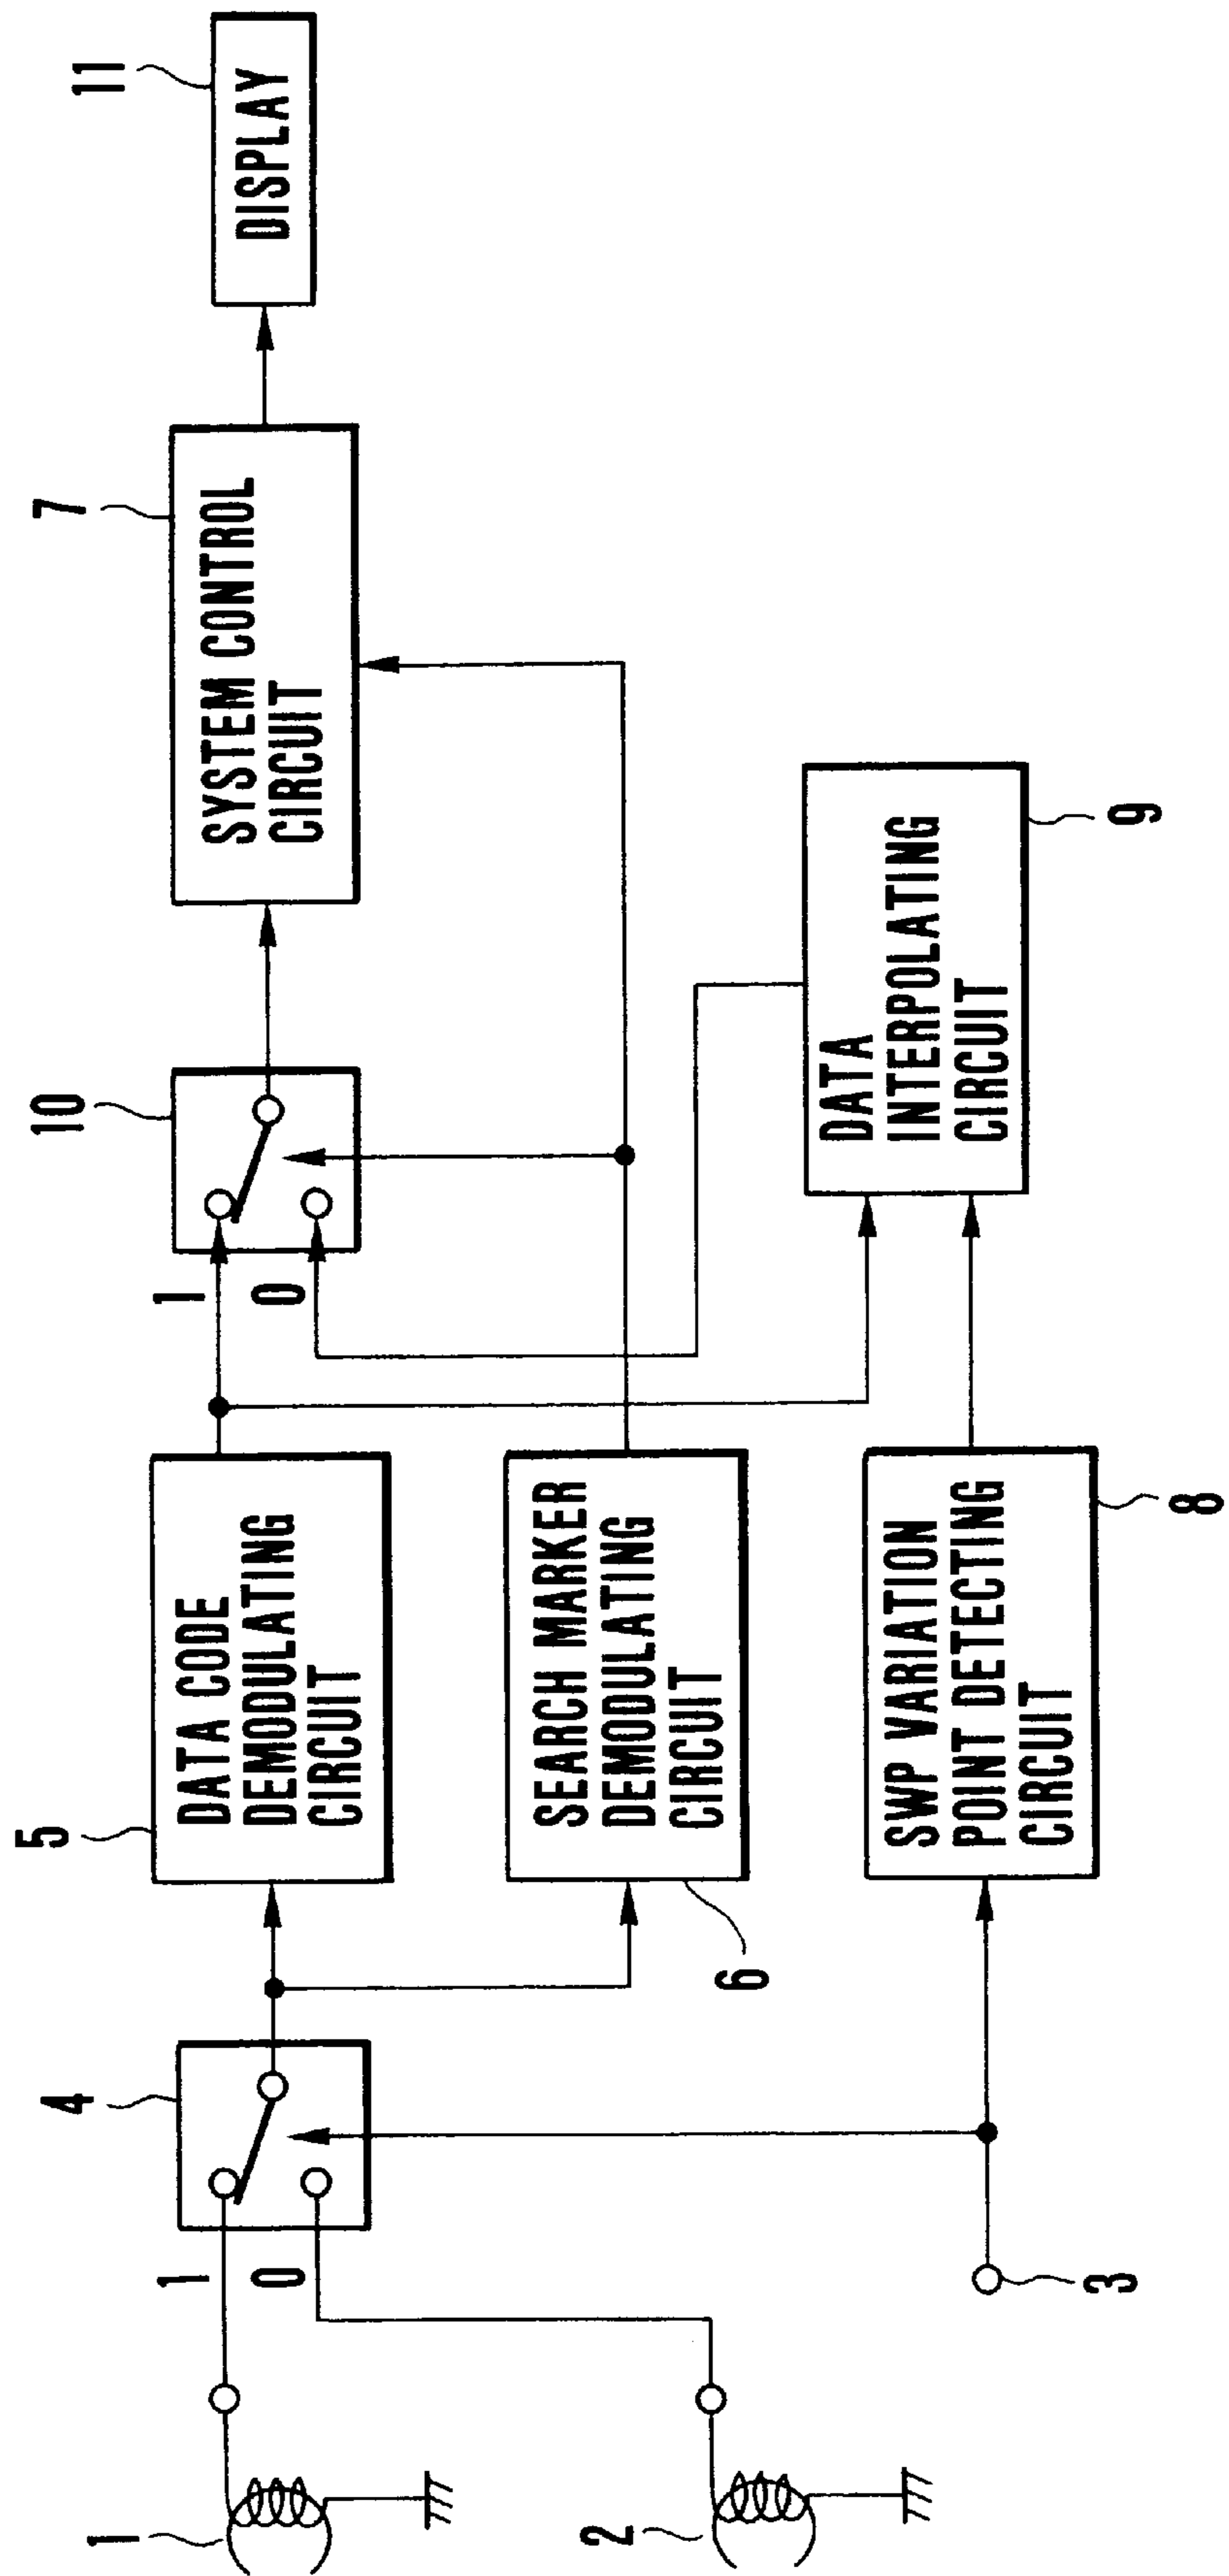 1
2
3
4
1
0
5
DATA CODE
DEMODULATING
CIRCUIT
6
SEARCH MARKER
DEMODULATING
CIRCUIT
8
SWP VARIATION
POINT DETECTING
CIRCUIT
10
1
0
9
DATA
INTERPOLATING
CIRCUIT
7
SYSTEM CONTROL
CIRCUIT
11
DISPLAY